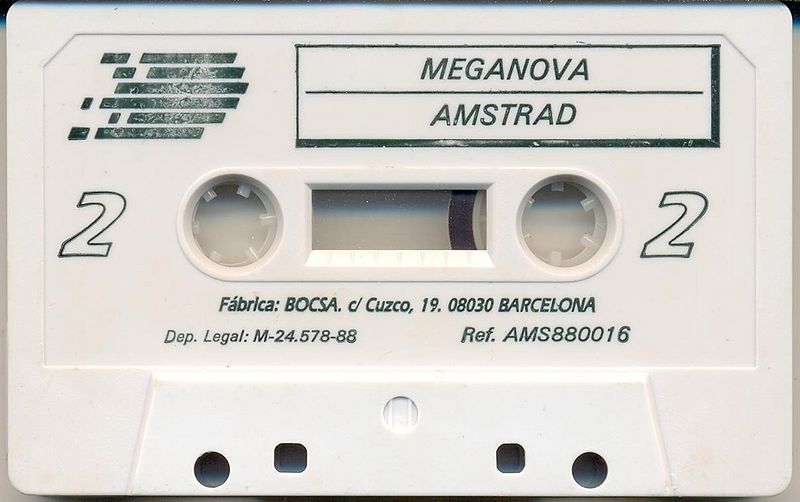 MEGANOVA
AMSTRAD
2 2
Fábrica: BOCSA. c/ Cuzco, 19. 08030 BARCELONA
Dep. Legal: M-24.578-88 Ref. AMS880016